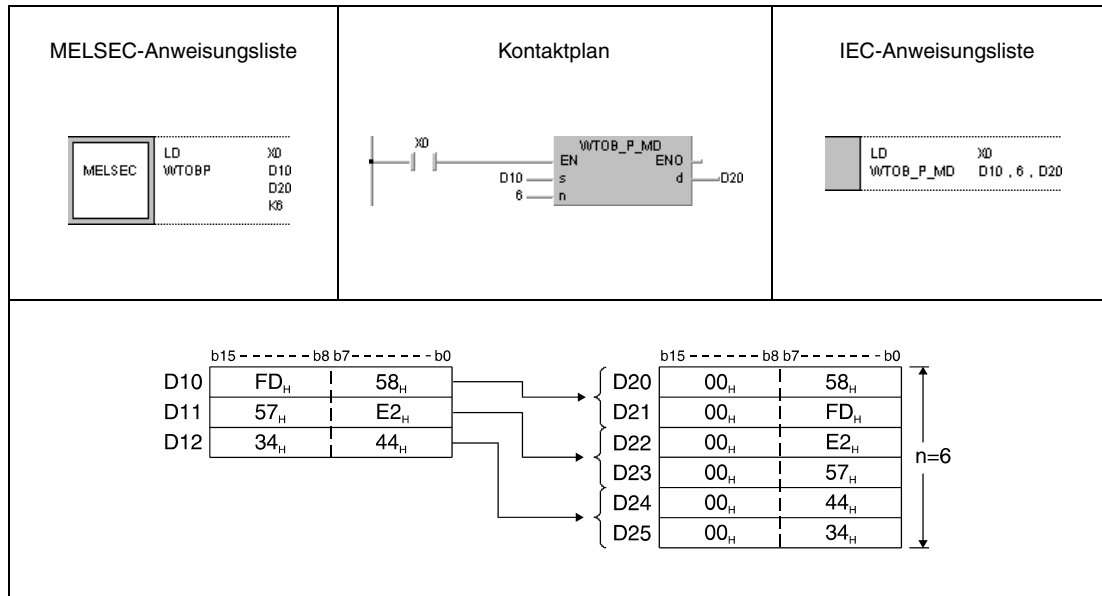 MELSEC-Anweisungsliste
Kontaktplan
IEC-Anweisungsliste
MELSEC
LD X0
WTOBP D10
D20
K6
X0
WTOB_P_MD
EN ENO
D10 s d D20
6 n
LD X0
WTOB_P_MD D10 , 6 , D20
b15 b8 b7 b0
D10 FDH 58H
D11 57H E2H
D12 34H 44H
b15 b8 b7 b0
D20 00H 58H
D21 00H FDH
D22 00H E2H
D23 00H 57H
D24 00H 44H
D25 00H 34H
n=6